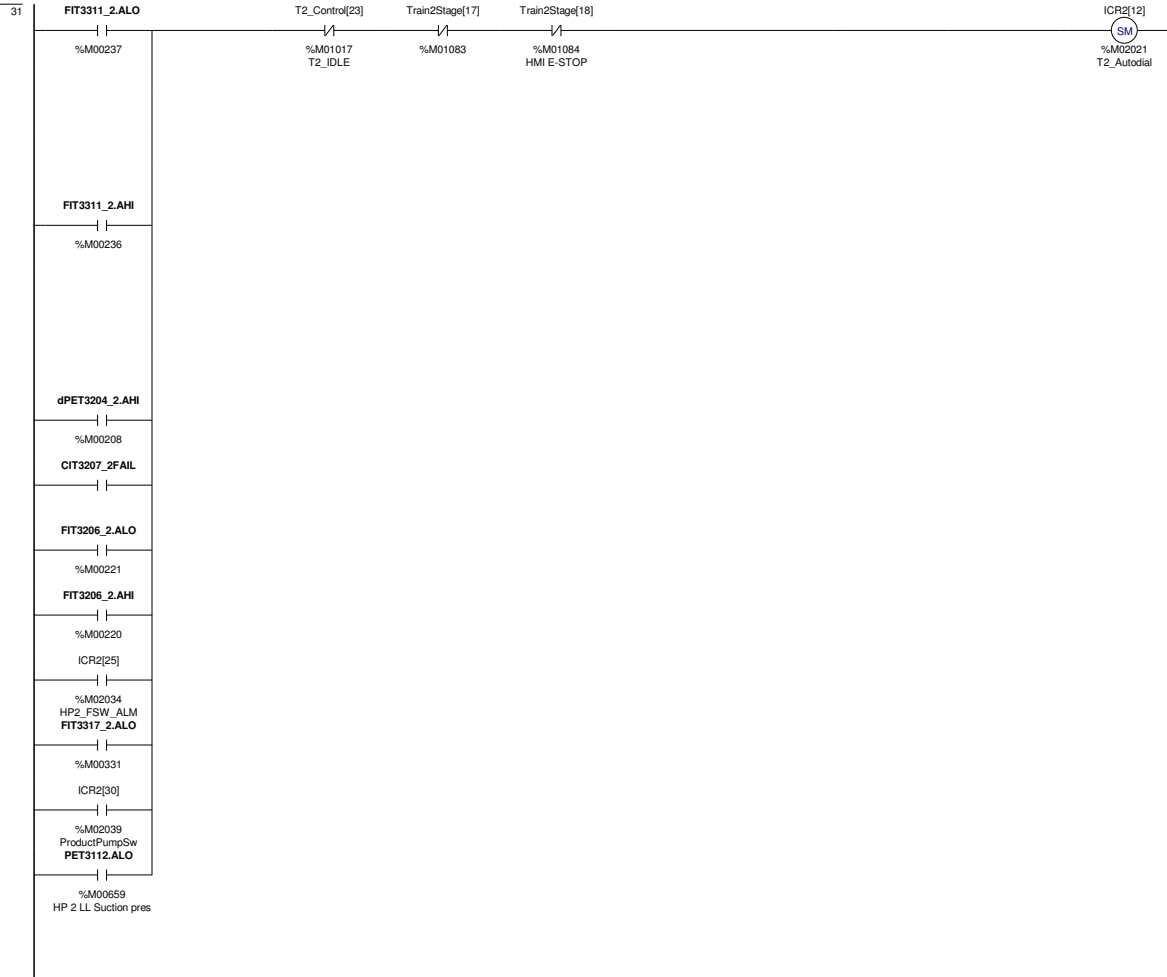 31
FIT3311_2.ALO T2_Control[23] Train2Stage[17] Train2Stage[18] ICR2[12]
SM
%M00237 %M01017 %M01083 %M01084 %M02021
T2_IDLE HMI E-STOP T2_Autodial
FIT3311_2.AHI
%M00236
dPET3204_2.AHI
%M00208
CIT3207_2FAIL
FIT3206_2.ALO
%M00221
FIT3206_2.AHI
%M00220
ICR2[25]
%M02034
HP2_FSW_ALM
FIT3317_2.ALO
%M00331
ICR2[30]
%M02039
ProductPumpSw
PET3112.ALO
%M00659
HP 2 LL Suction pres